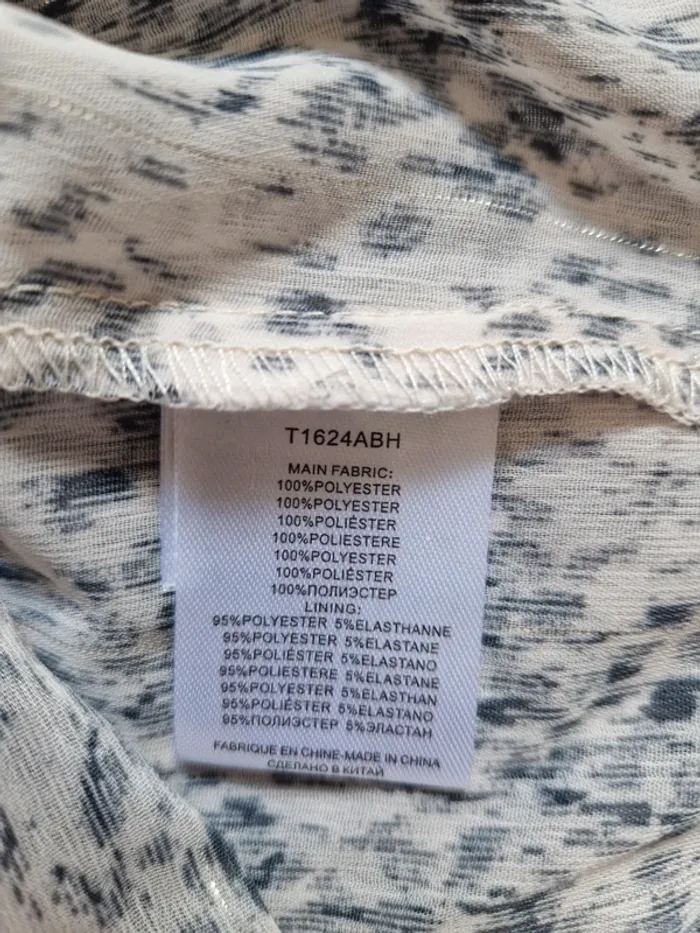 T1624ABH
MAIN FABRIC:
100%POLYESTER
100%POLYESTER
100%POLIÉSTER
100%POLIESTERE
100%POLYESTER
100%POLIÉSTER
100%ПОЛИЭСТЕР
LINING:
95%POLYESTER 5%ELASTHANNE
95%POLYESTER 5%ELASTANE
95%POLIÉSTER 5%ELASTANO
95%POLIESTERE 5%ELASTANE
95%POLYESTER 5%ELASTHAN
95%POLIÉSTER 5%ELASTANO
95%ПОЛИЭСТЕР 5%ЭЛАСТАН
FABRIQUE EN CHINE-MADE IN CHINA
СДЕЛАНО В КИТАЙ